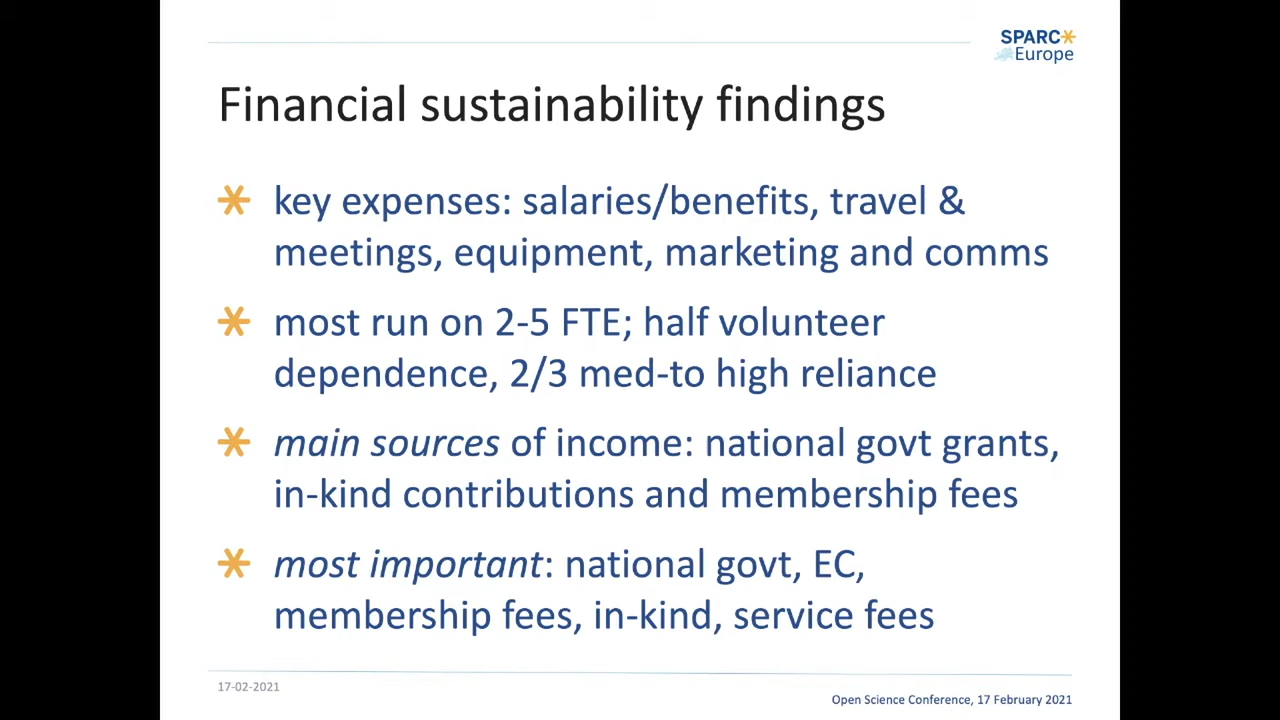 SPARC*
Europe
Financial sustainability findings
key expenses: salaries/benefits, travel &
meetings, equipment, marketing and comms
most run on 2-5 FTE; half volunteer
dependence, 2/3 med-to high reliance
main sources of income: national govt grants,
in-kind contributions and membership fees
most important: national govt, EC,
membership fees, in-kind, service fees
17-02-2021
Open Science Conference, 17 February 2021